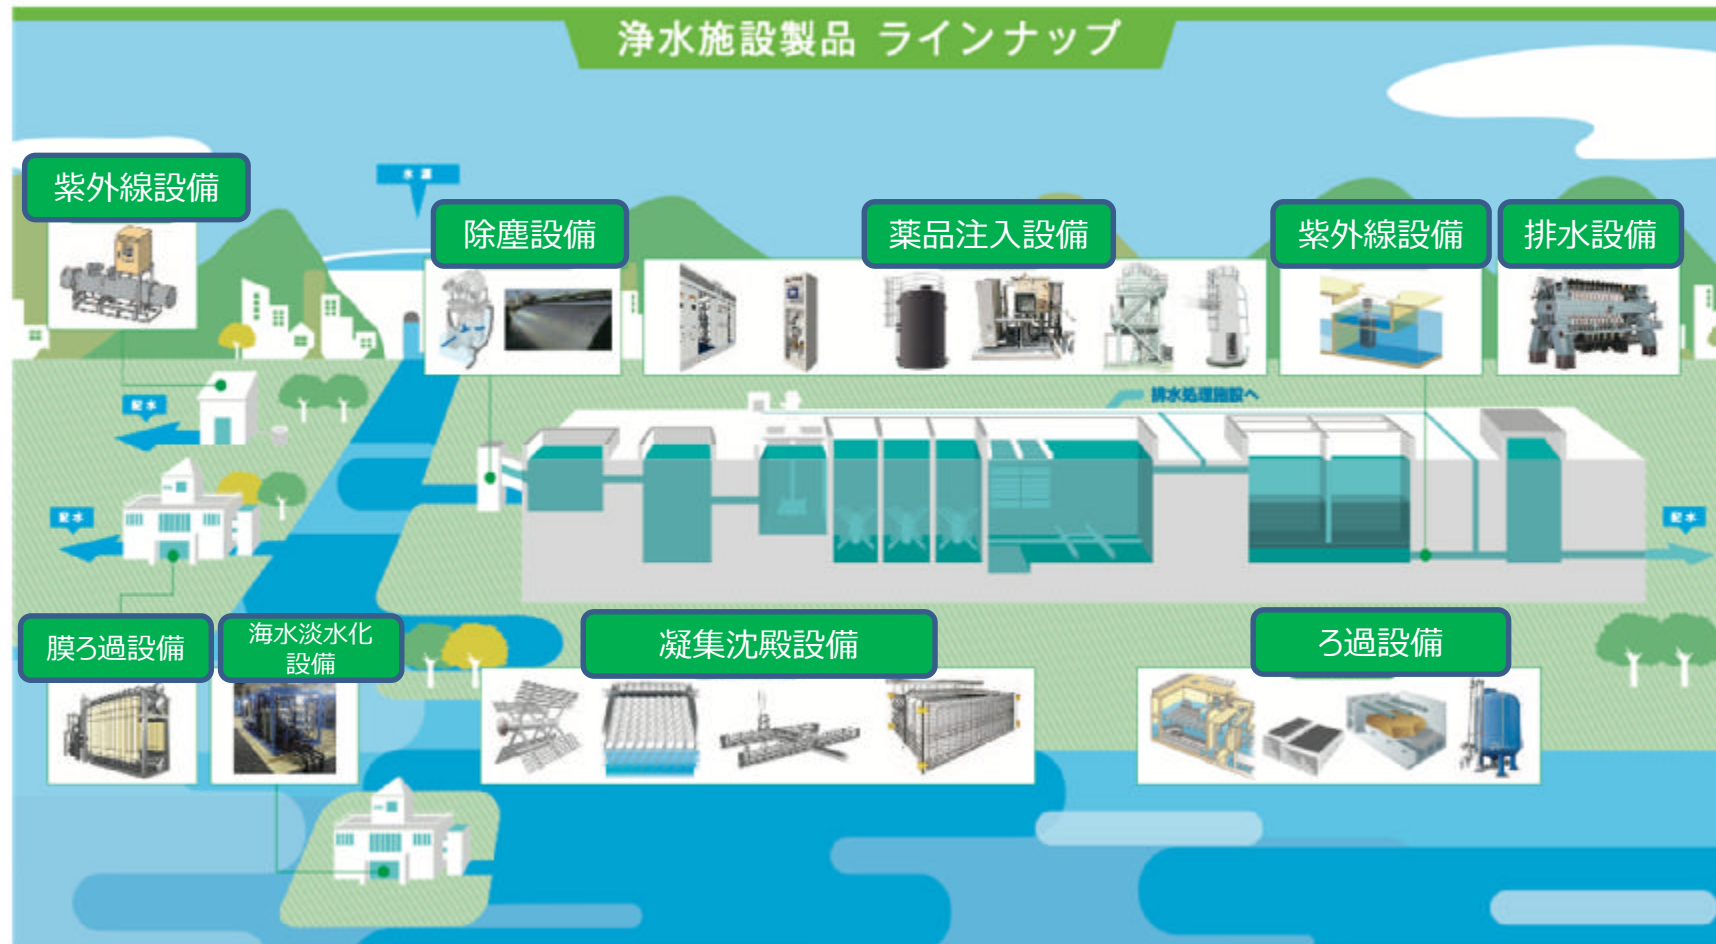 浄水施設製品 ラインナップ
紫外線設備
水源
除塵設備
薬品注入設備
紫外線設備
排水設備
排水処理施設へ
配水
配水
配水
膜ろ過設備
海水淡水化
設備
凝集沈殿設備
ろ過設備